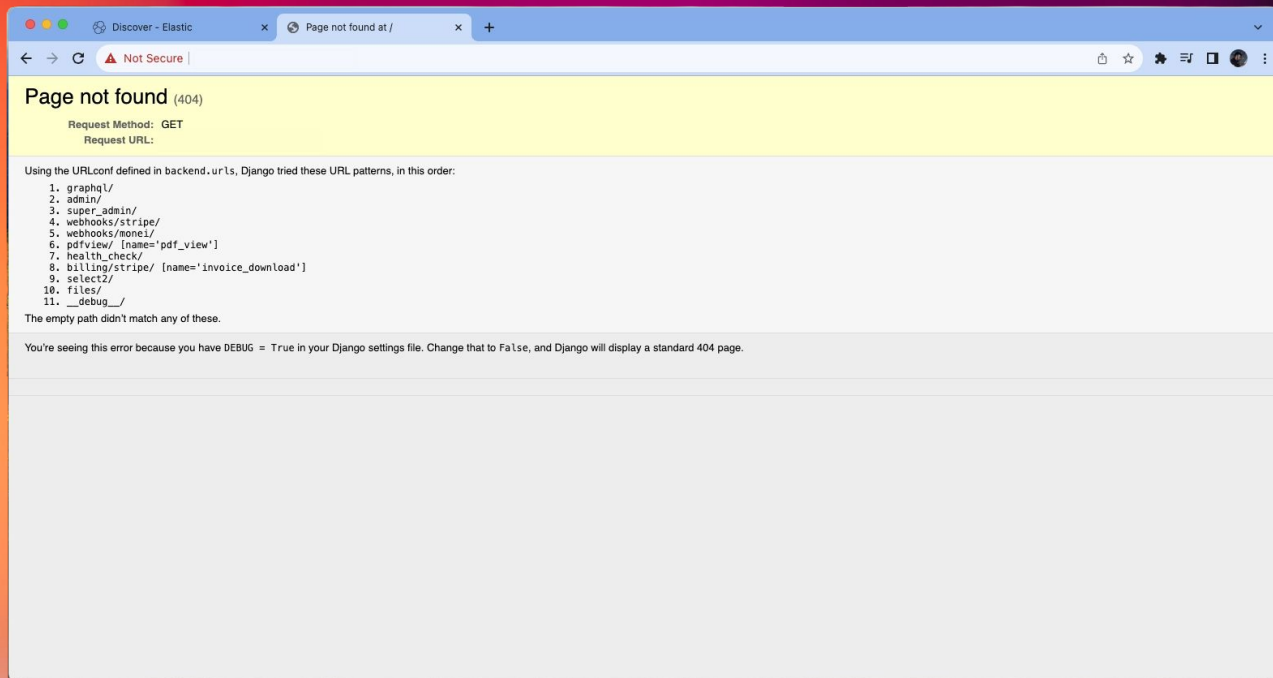 Discover - Elastic
Page not found at /
Not Secure
Page not found (404)
Request Method: GET
Request URL:
Using the URLconf defined in backend.urls, Django tried these URL patterns, in this order:
1. graphql/
2. admin/
3. super_admin/
4. webhooks/stripe/
5. webhooks/monei/
6. pdfview/ [name='pdf_view']
7. health_check/
8. billing/stripe/ [name='invoice_download']
9. select2/
10. files/
11. __debug__/
The empty path didn't match any of these.
You're seeing this error because you have DEBUG = True in your Django settings file. Change that to False, and Django will display a standard 404 page.